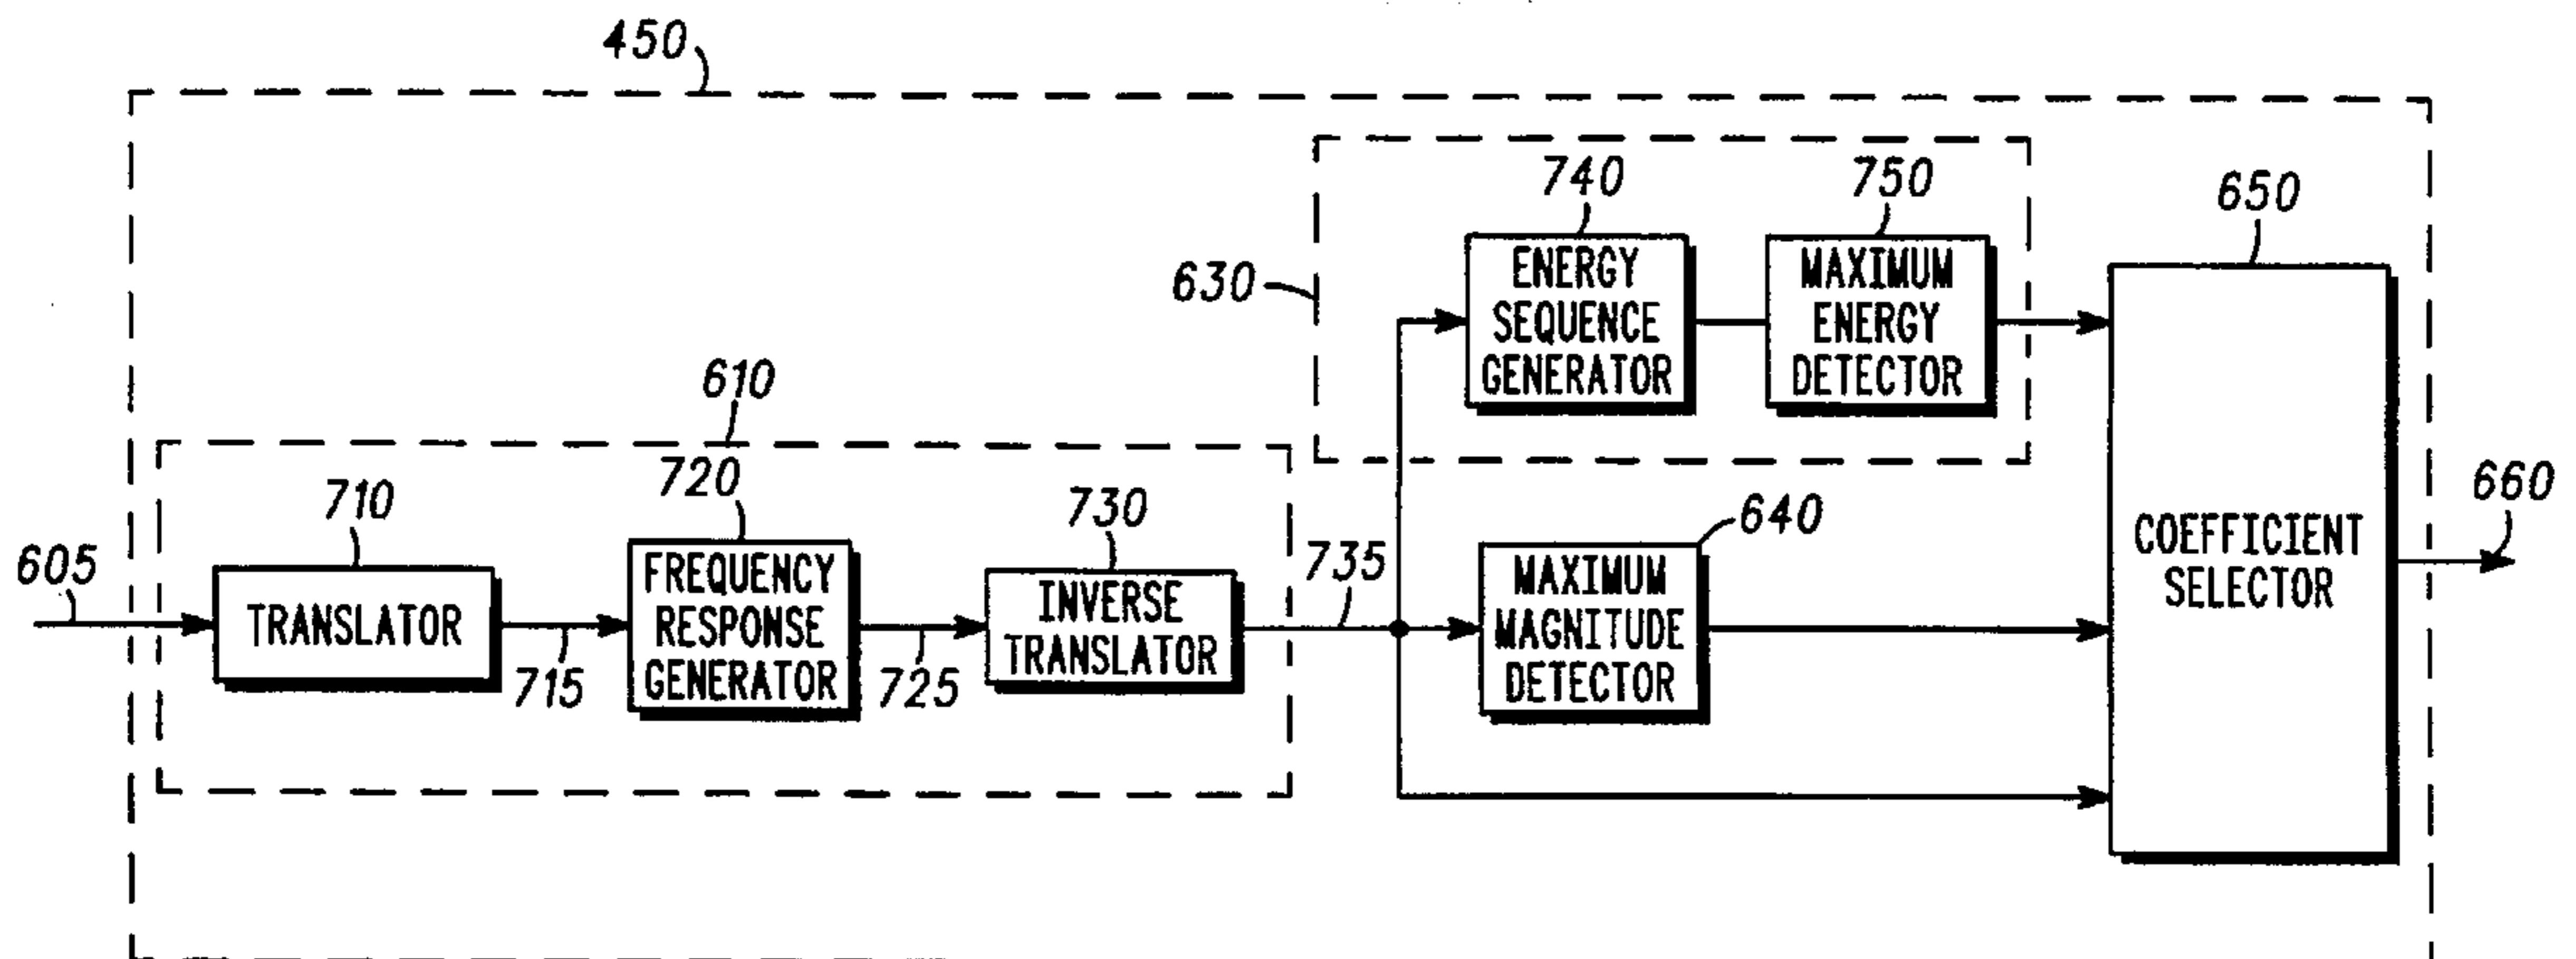 450
740
750
650
630
ENERGY
SEQUENCE
GENERATOR
MAXIMUM
ENERGY
DETECTOR
610
710
720
730
735
640
660
605
TRANSLATOR
715
FREQUENCY
RESPONSE
GENERATOR
725
INVERSE
TRANSLATOR
MAXIMUM
MAGNITUDE
DETECTOR
COEFFICIENT
SELECTOR